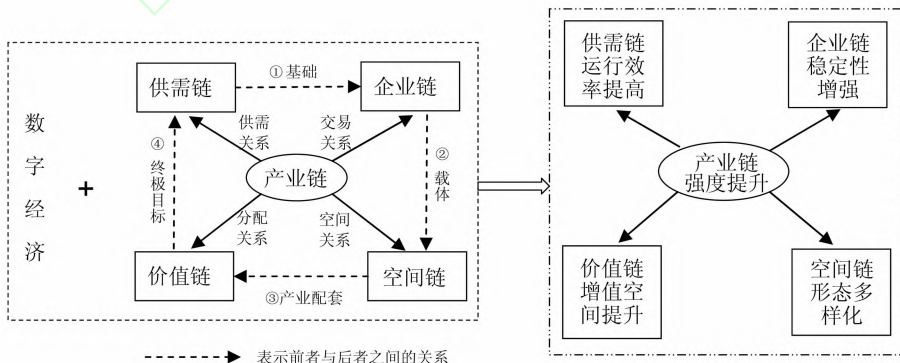 数
字
经
济
+
供需链
①基础
企业链
供需
关系
交易
关系
④
终极目标
产业链
②
载体
分配
关系
空间
关系
价值链
③产业配套
空间链
表示前者与后者之间的关系
供需链
运行效
率提高
企业链
稳定性
增强
产业链
强度提升
价值链
增值空
间提升
空间链
形态多
样化